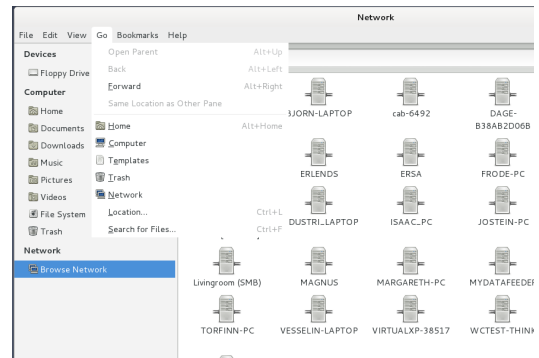 Network
File Edit View Go Bookmarks Help
Devices
Floppy Drive
Computer
Home
Documents
Downloads
Music
Pictures
Videos
File System
Trash
Network
Browse Network
Open Parent Alt+Up
Back Alt+Left
Forward Alt+Right
Same Location as Other Pane
Home Alt+Home
Computer
Templates
Trash
Network
Location... Ctrl+L
Search for Files... Ctrl+F
BJORN-LAPTOP cab-6492 DAGE-
B38AB2D06B
ERLENDS ERSA FRODE-PC
DUSTRI_LAPTOP ISAAC_PC JOSTEIN-PC
Livingroom (SMB) MAGNUS MARGARETH-PC MYDATAFEEDER
TORFINN-PC VESSELIN-LAPTOP VIRTUALXP-38517 WCTEST-THINK